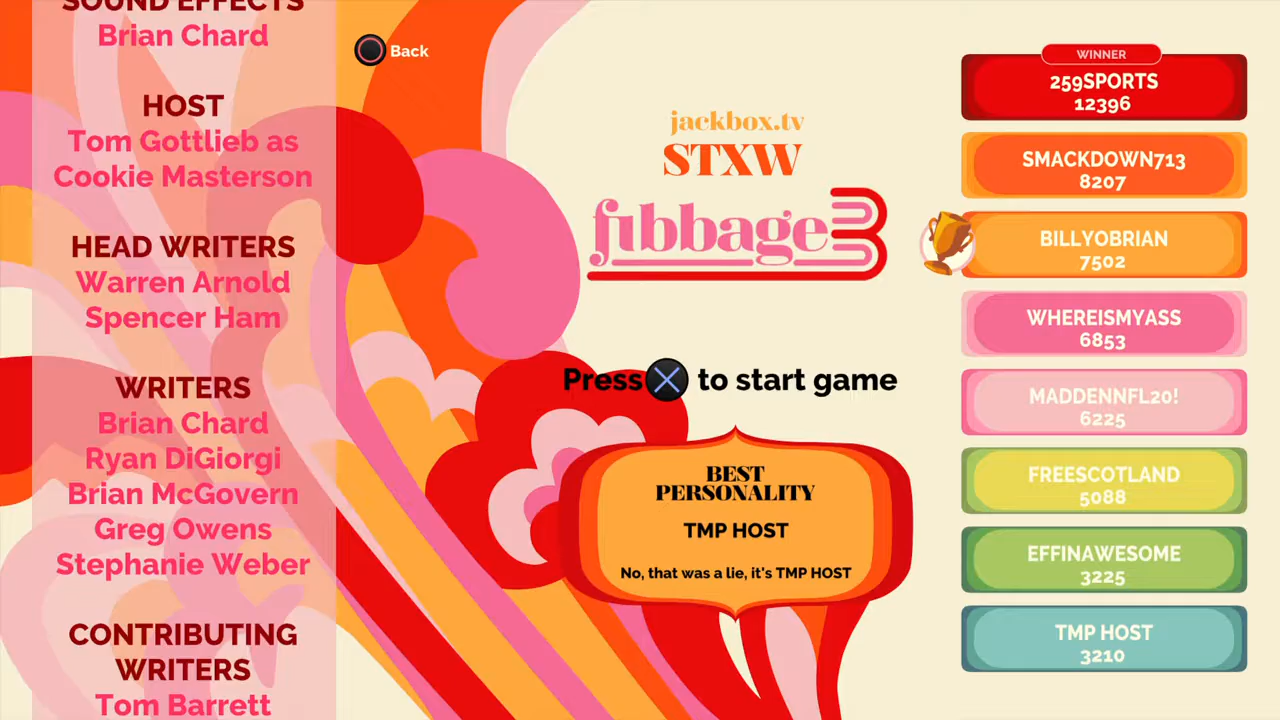 SOUND EFFECTS
Brian Chard
HOST
Tom Gottlieb as
Cookie Masterson
HEAD WRITERS
Warren Arnold
Spencer Ham
WRITERS
Brian Chard
Ryan DiGiorgi
Brian McGovern
Greg Owens
Stephanie Weber
CONTRIBUTING
WRITERS
Tom Barrett
Back
jackbox.tv
STXW
fibbage 3
Press to start game
BEST
PERSONALITY
TMP HOST
No, that was a lie, it's TMP HOST
WINNER
259SPORTS
12396
SMACKDOWN713
8207
BILLYOBRIAN
7502
WHEREISMYASS
6853
MADDENNFL20!
6225
FREESCOTLAND
5088
EFFINAWESOME
3225
TMP HOST
3210